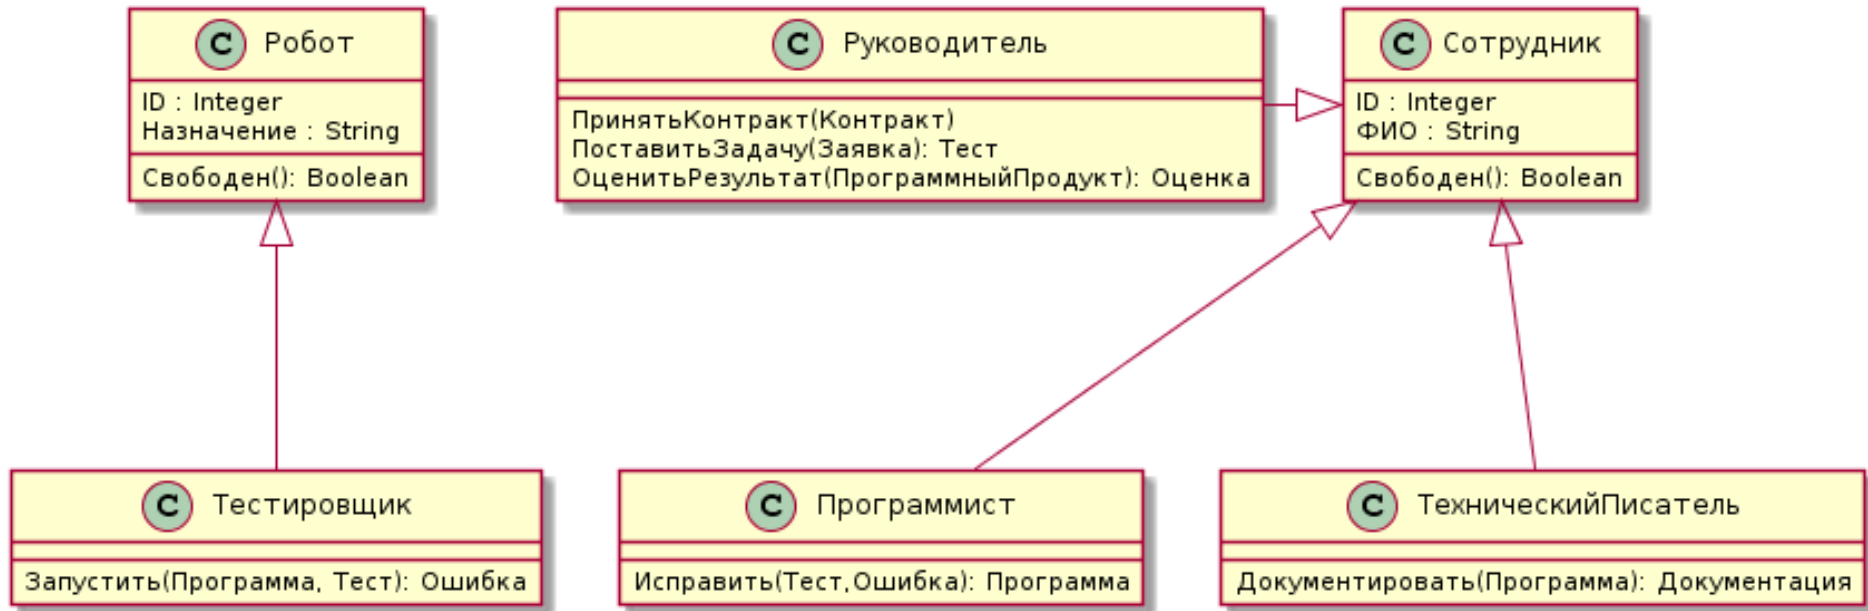 C Робот
ID : Integer
Назначение : String
Свободен(): Boolean
C Руководитель
ПринятьКонтракт(Контракт)
ПоставитьЗадачу(Заявка): Тест
ОценитьРезультат(ПрограммныйПродукт): Оценка
C Сотрудник
ID : Integer
ФИО : String
Свободен(): Boolean
C Тестировщик
Запустить(Программа, Тест): Ошибка
C Программист
Исправить(Тест,Ошибка): Программа
C ТехническийПисатель
Документировать(Программа): Документация